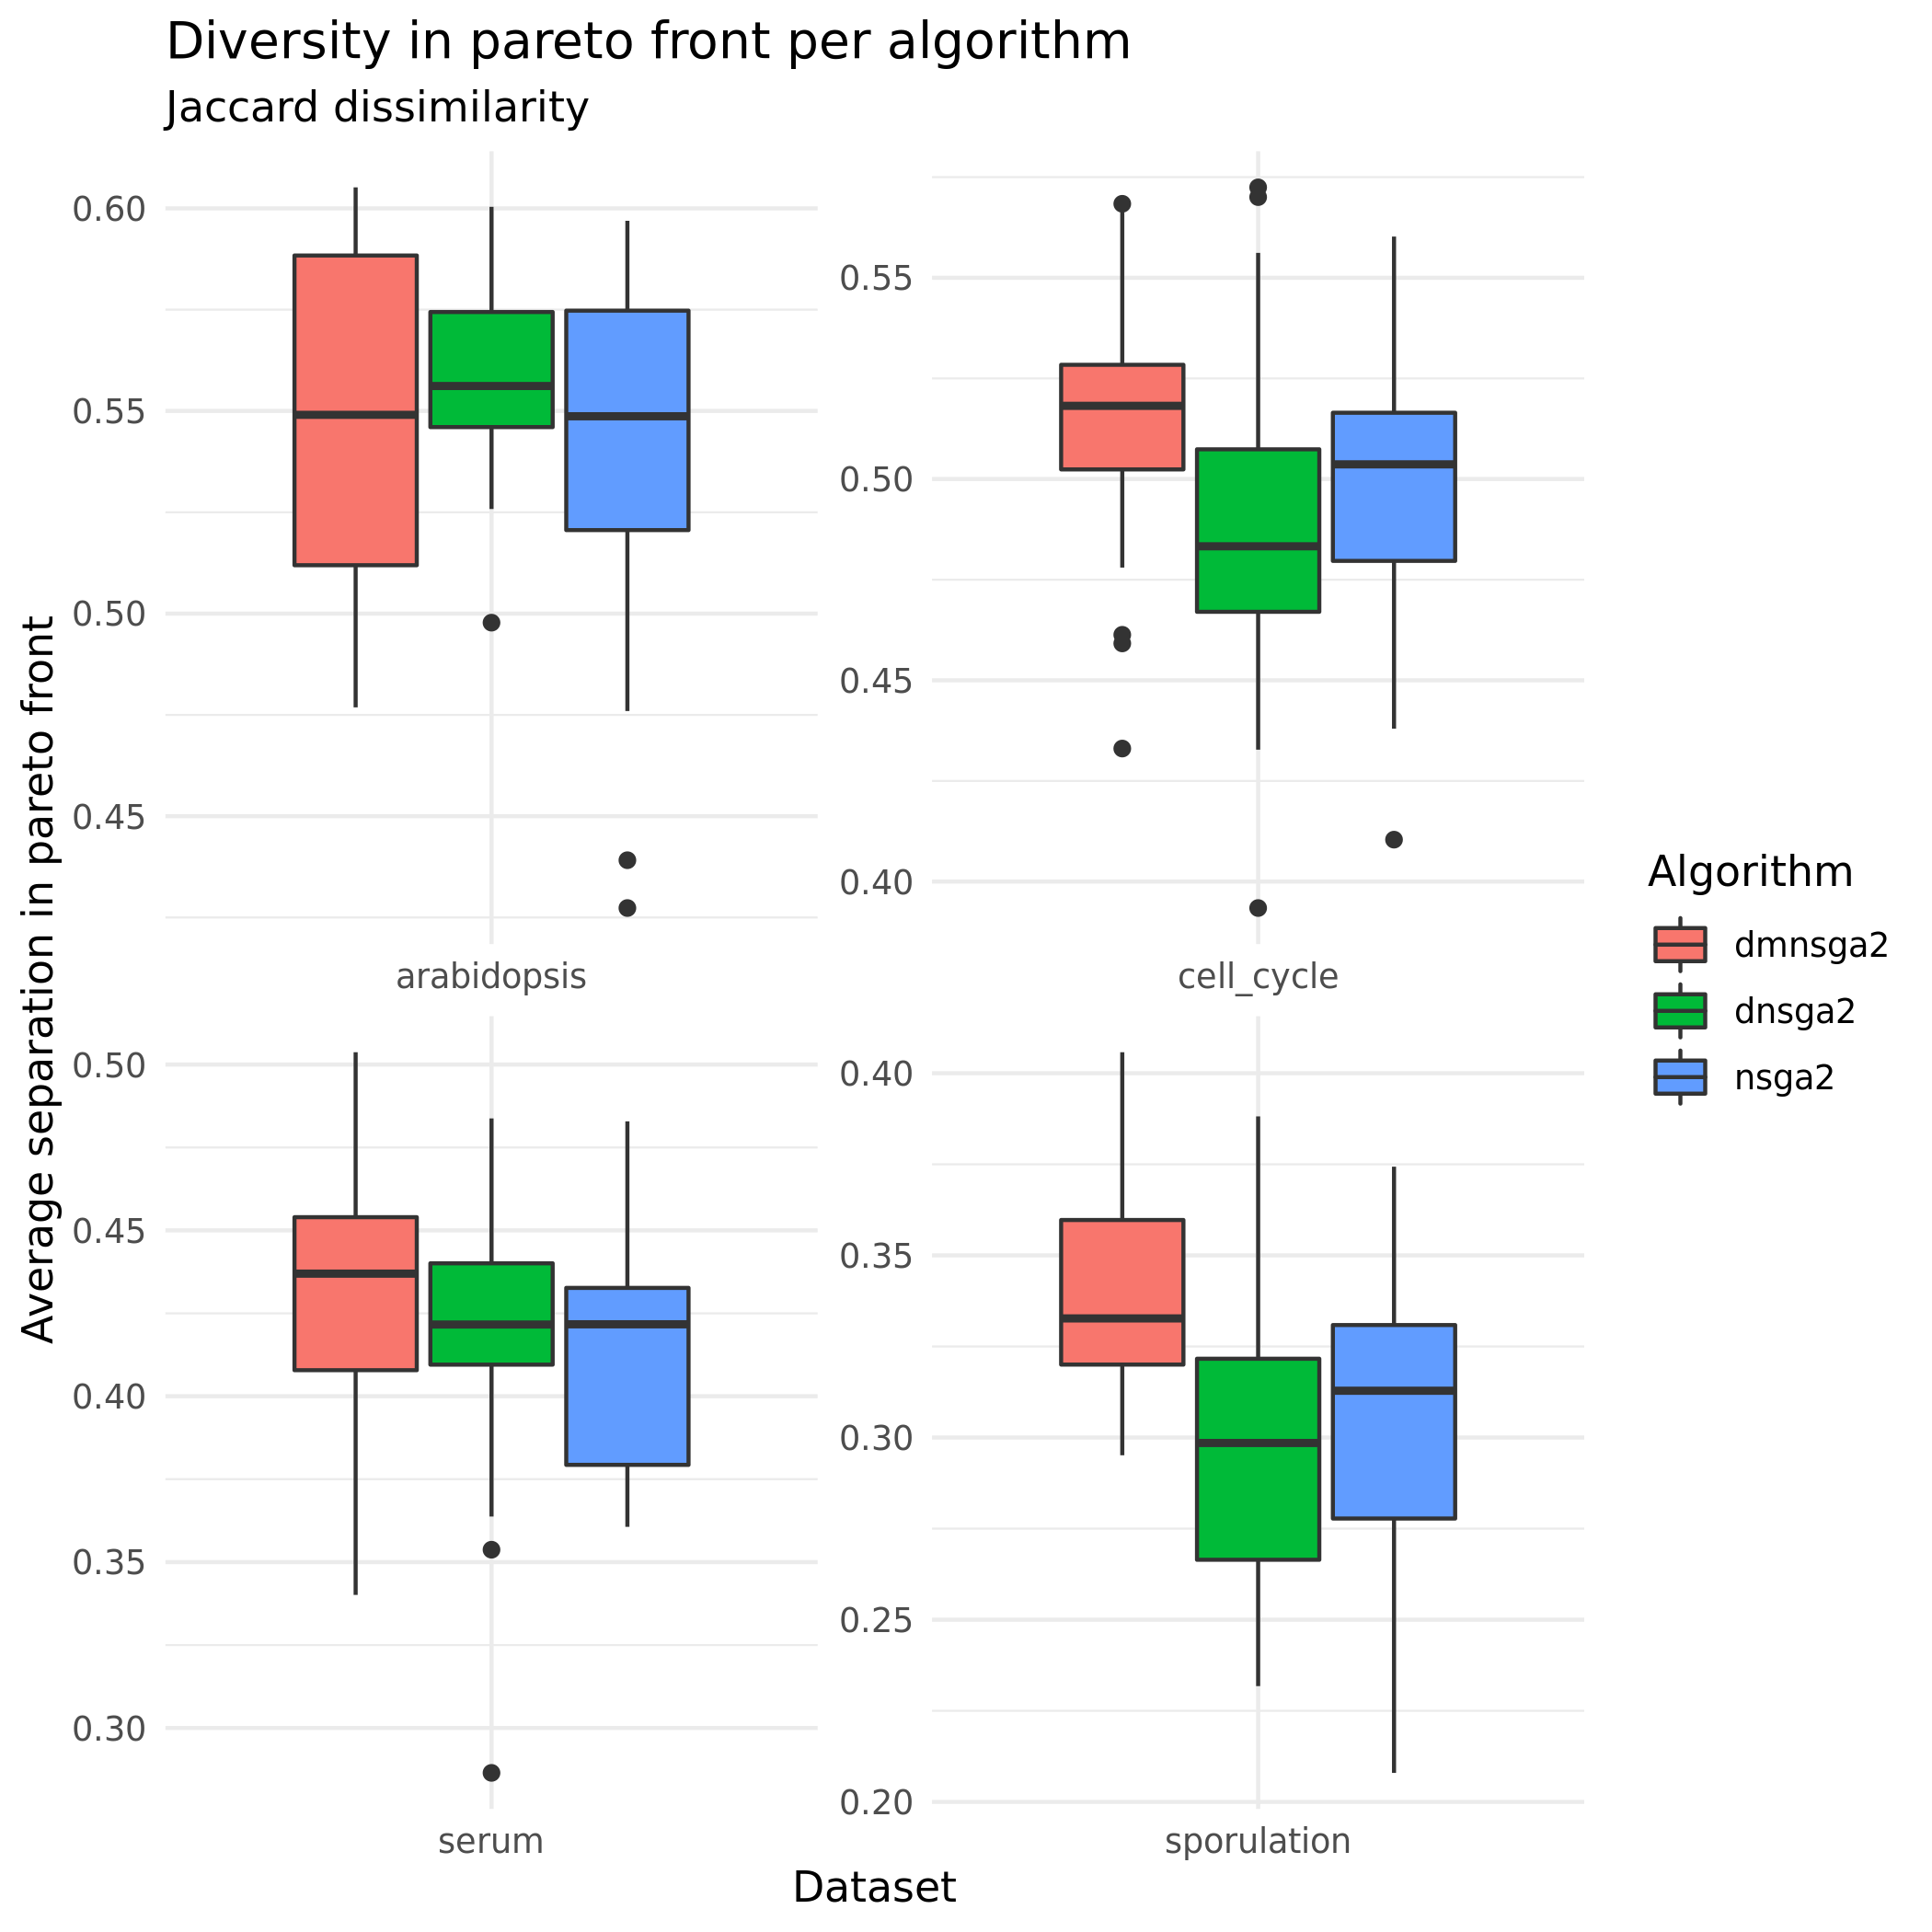 Diversity in pareto front per algorithm
Jaccard dissimilarity
Average separation in pareto front
0.60
0.55
0.50
0.45
arabidopsis
0.55
0.50
0.45
0.40
cell_cycle
0.50
0.45
0.40
0.35
0.30
serum
0.40
0.35
0.30
0.25
0.20
sporulation
Dataset
Algorithm
dmnsga2
dnsga2
nsga2